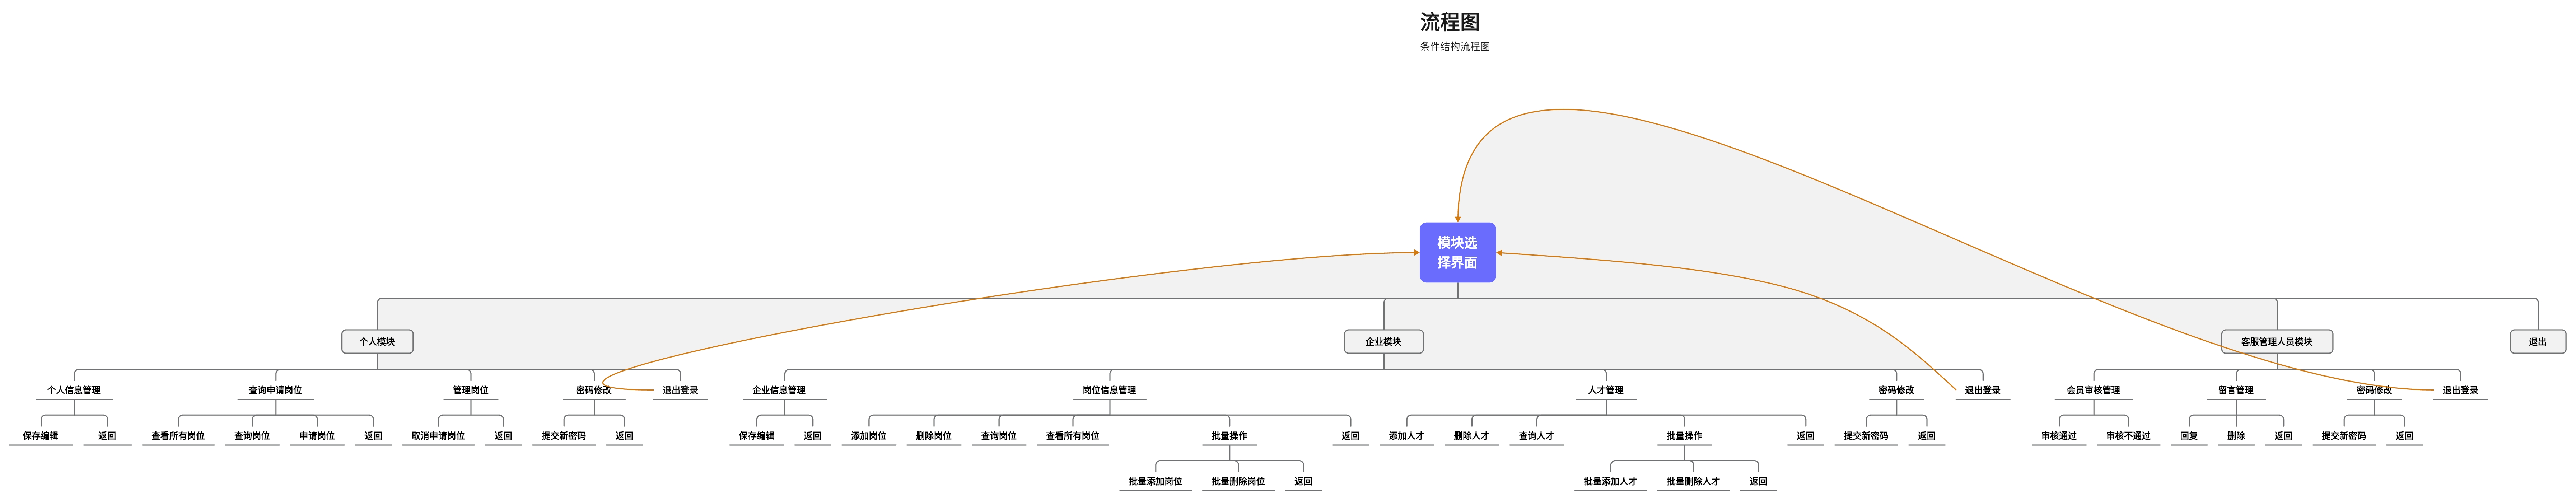 流程图
条件结构流程图
模块选
择界面
个人模块
企业模块
客服管理人员模块
退出
个人信息管理
查询申请岗位
管理岗位
密码修改
退出登录
企业信息管理
岗位信息管理
人才管理
密码修改
退出登录
会员审核管理
留言管理
密码修改
退出登录
保存编辑
返回
查看所有岗位
查询岗位
申请岗位
返回
取消申请岗位
返回
提交新密码
返回
保存编辑
返回
添加岗位
删除岗位
查询岗位
查看所有岗位
批量操作
返回
添加人才
删除人才
查询人才
批量操作
返回
提交新密码
返回
审核通过
审核不通过
回复
删除
返回
提交新密码
返回
批量添加岗位
批量删除岗位
返回
批量添加人才
批量删除人才
返回